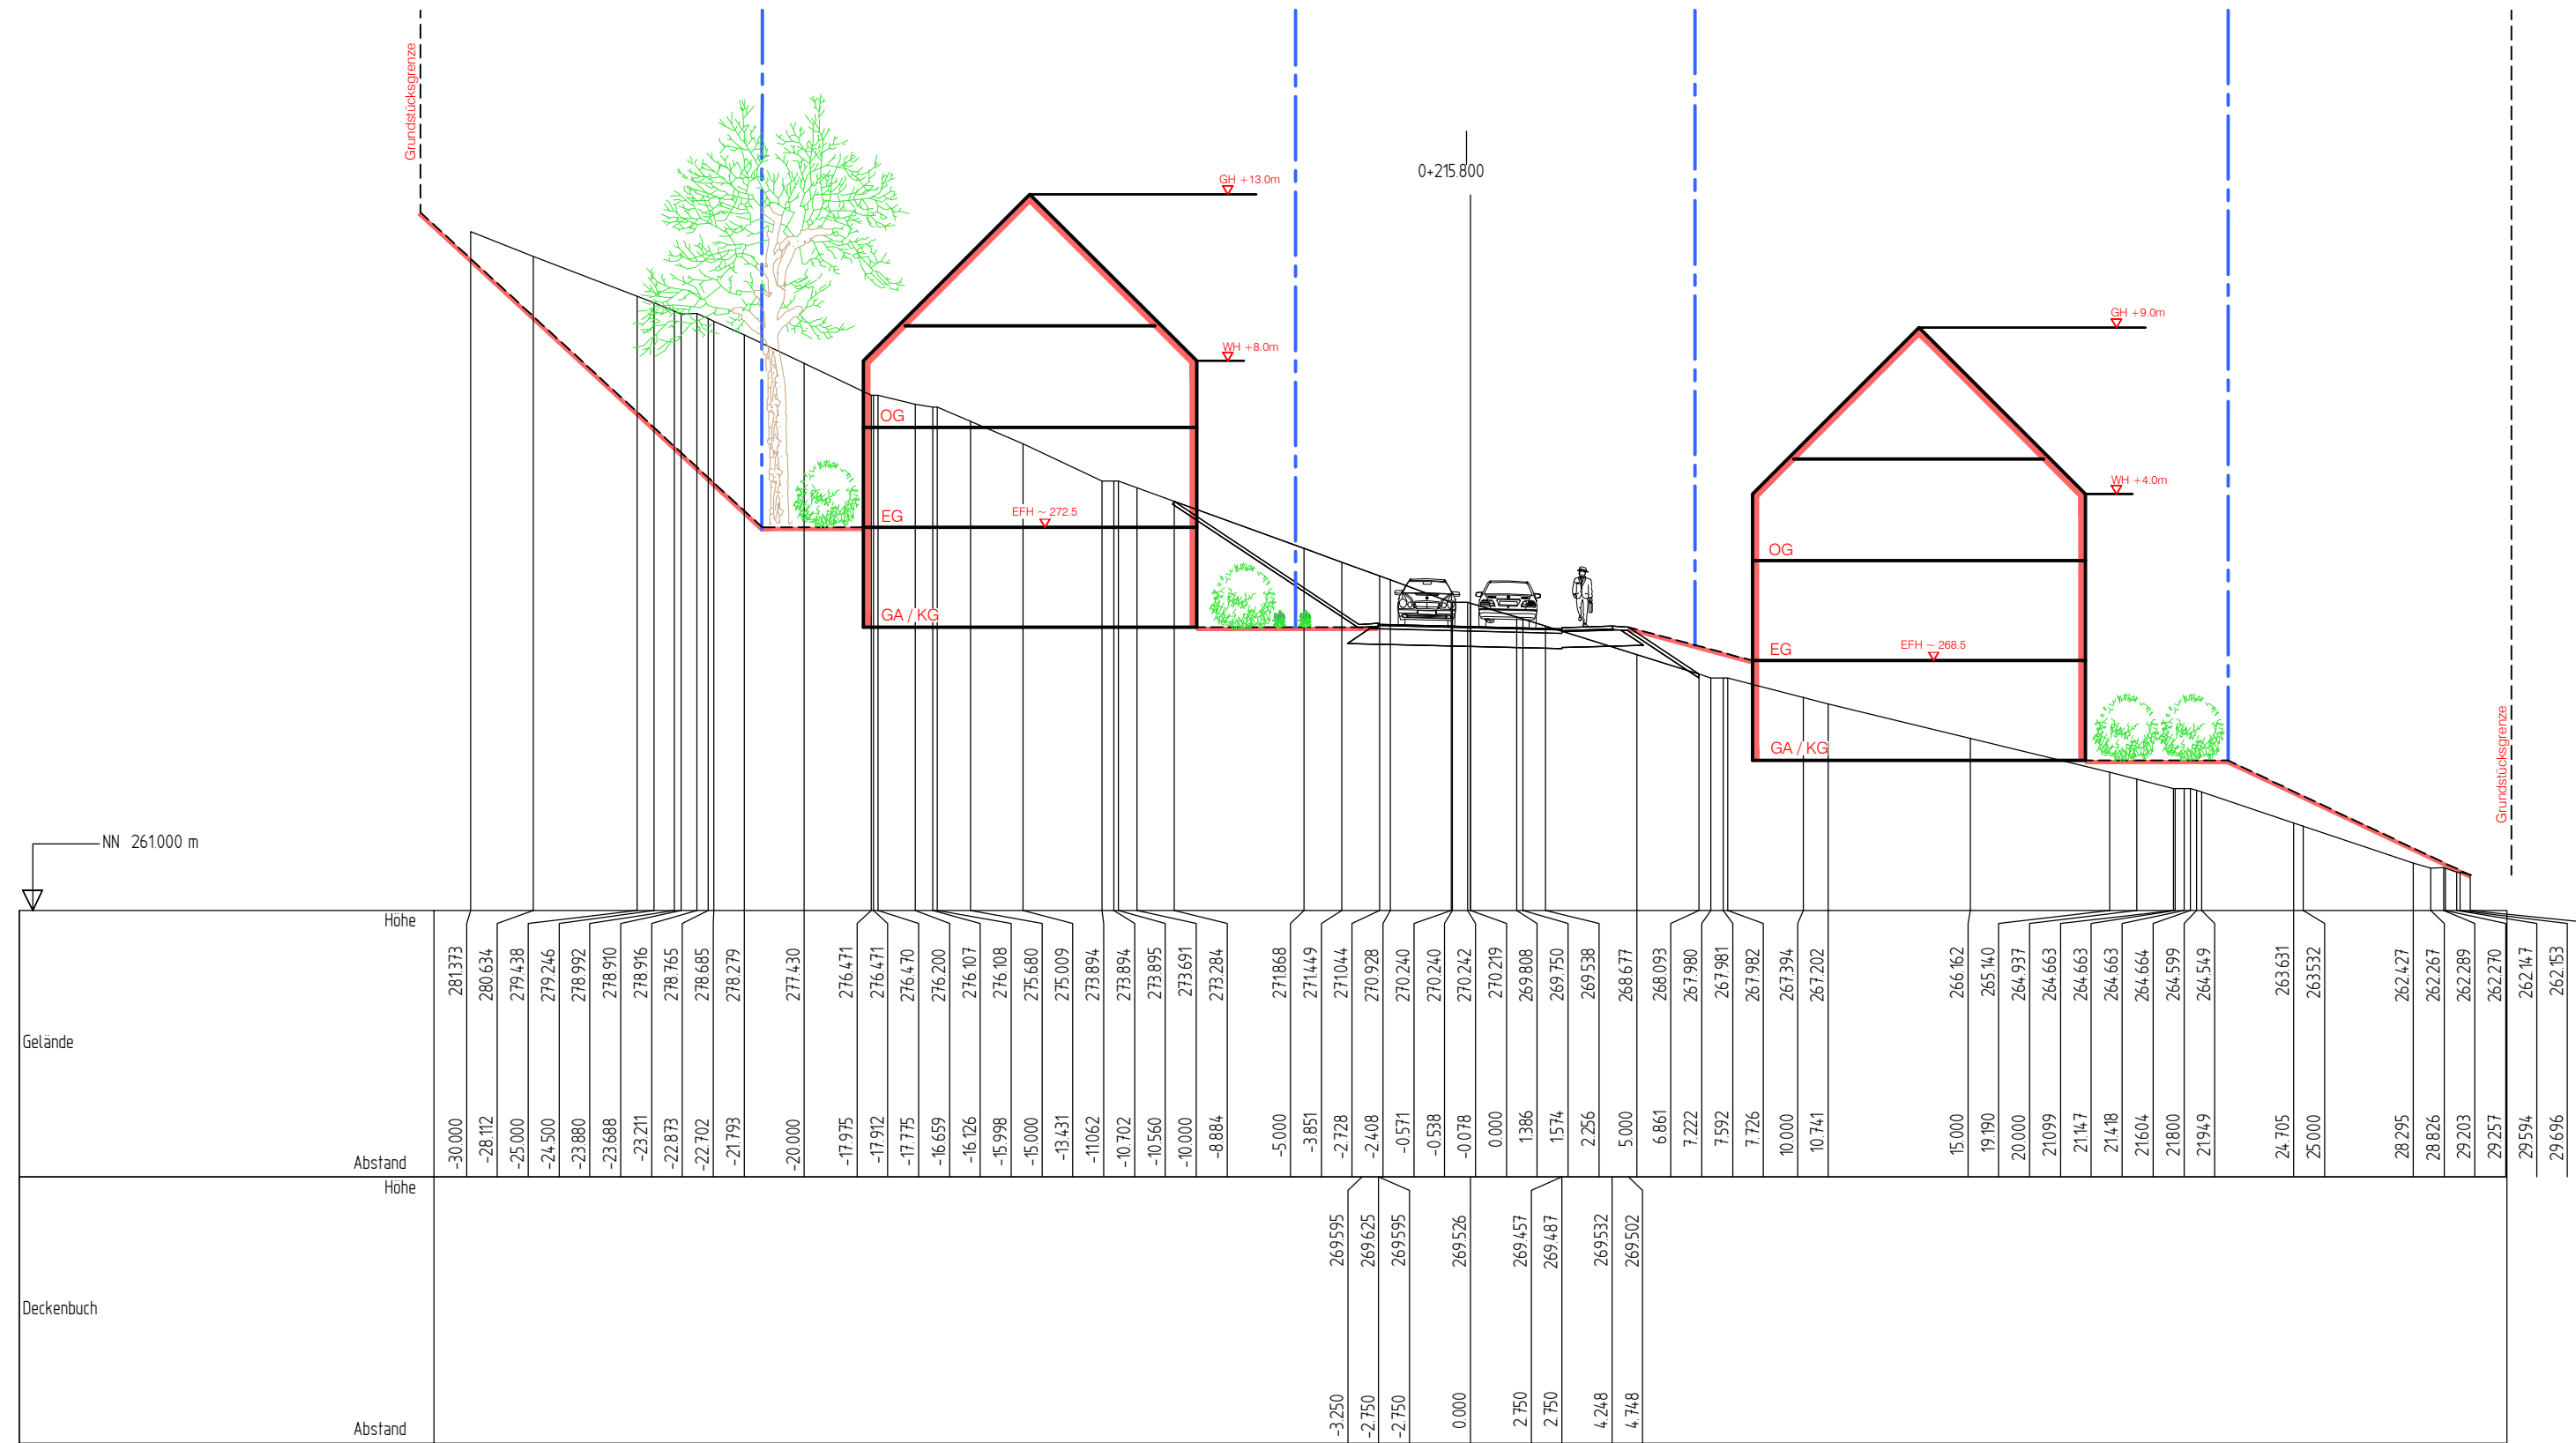 Grundstücksgrenze
0+215.800
GH +13.0m
WH +8.0m
OG
EG
EFH ~ 272.5
GA / KG
GH +9.0m
WH +4.0m
OG
EG
EFH ~ 268.5
GA / KG
Grundstücksgrenze
NN 261.000 m
Höhe
281.373 280.634 279.438 279.246 278.992 278.910 278.916 278.765 278.685 278.279 277.430 276.471 276.471 276.470 276.200 276.107 276.108 275.680 275.009 273.894 273.894 273.895 273.691 273.284 271.868 271.449 271.044 270.928 270.240 270.240 270.242 270.219 269.808 269.750 269.538 268.677 268.093 267.980 267.981 267.982 267.394 267.202 266.162 265.140 264.937 264.663 264.663 264.663 264.664 264.599 264.549 263.631 263.532 262.427 262.267 262.289 262.270 262.147 262.153
Gelände
-30.000 -28.112 -25.000 -24.500 -23.880 -23.688 -23.211 -22.873 -22.702 -21.793 -20.000 -17.975 -17.912 -17.775 -16.659 -16.126 -15.998 -15.000 -13.431 -11.062 -10.702 -10.560 -10.000 -8.884 -5.000 -3.851 -2.728 -2.408 -0.571 -0.538 -0.078 0.000 1.386 1.574 2.256 5.000 6.861 7.222 7.592 7.726 10.000 10.741 15.000 19.190 20.000 21.099 21.147 21.418 21.604 21.800 21.949 24.705 25.000 28.295 28.826 29.203 29.257 29.594 29.696
Abstand
Höhe
269.595 269.625 269.595 269.526 269.457 269.487 269.532 269.502
Deckenbuch
-3.250 -2.750 -2.750 0.000 2.750 2.750 4.248 4.748
Abstand